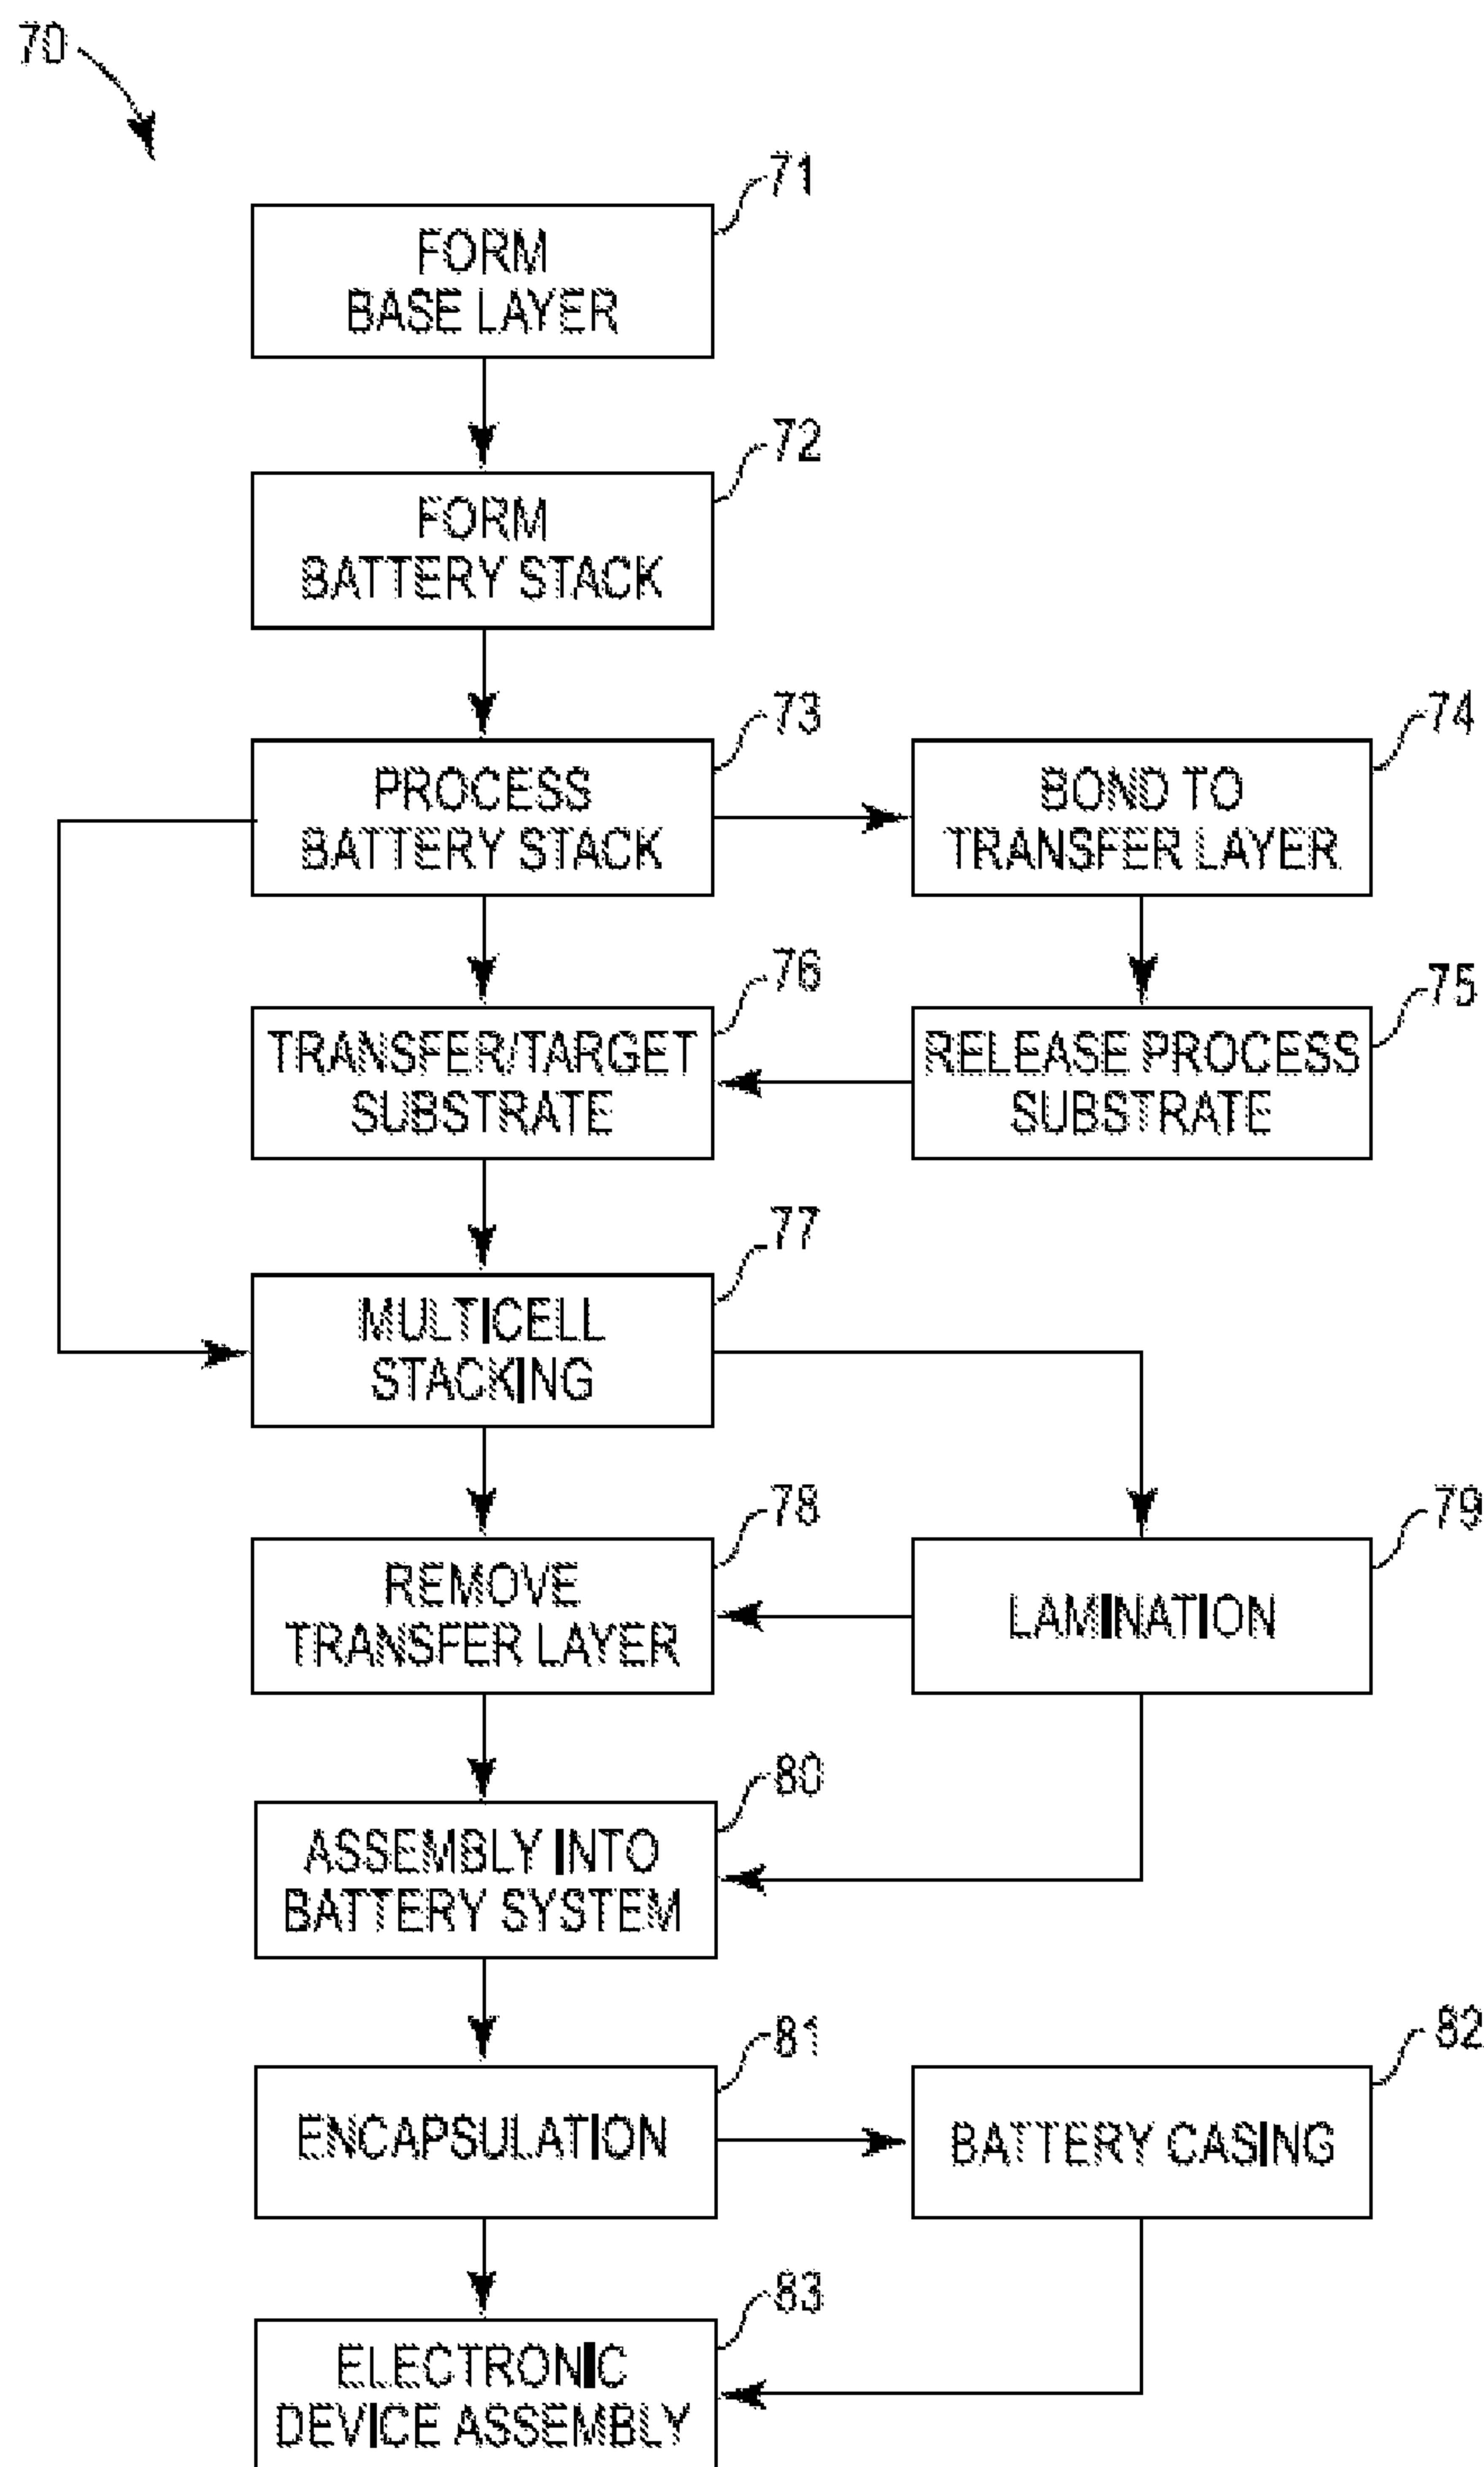 70
71
FORM
BASE LAYER
72
FORM
BATTERY STACK
73
PROCESS
BATTERY STACK
74
BOND TO
TRANSFER LAYER
76
TRANSFER/TARGET
SUBSTRATE
75
RELEASE PROCESS
SUBSTRATE
77
MULTICELL
STACKING
78
REMOVE
TRANSFER LAYER
79
LAMINATION
80
ASSEMBLY INTO
BATTERY SYSTEM
81
ENCAPSULATION
82
BATTERY CASING
83
ELECTRONIC
DEVICE ASSEMBLY